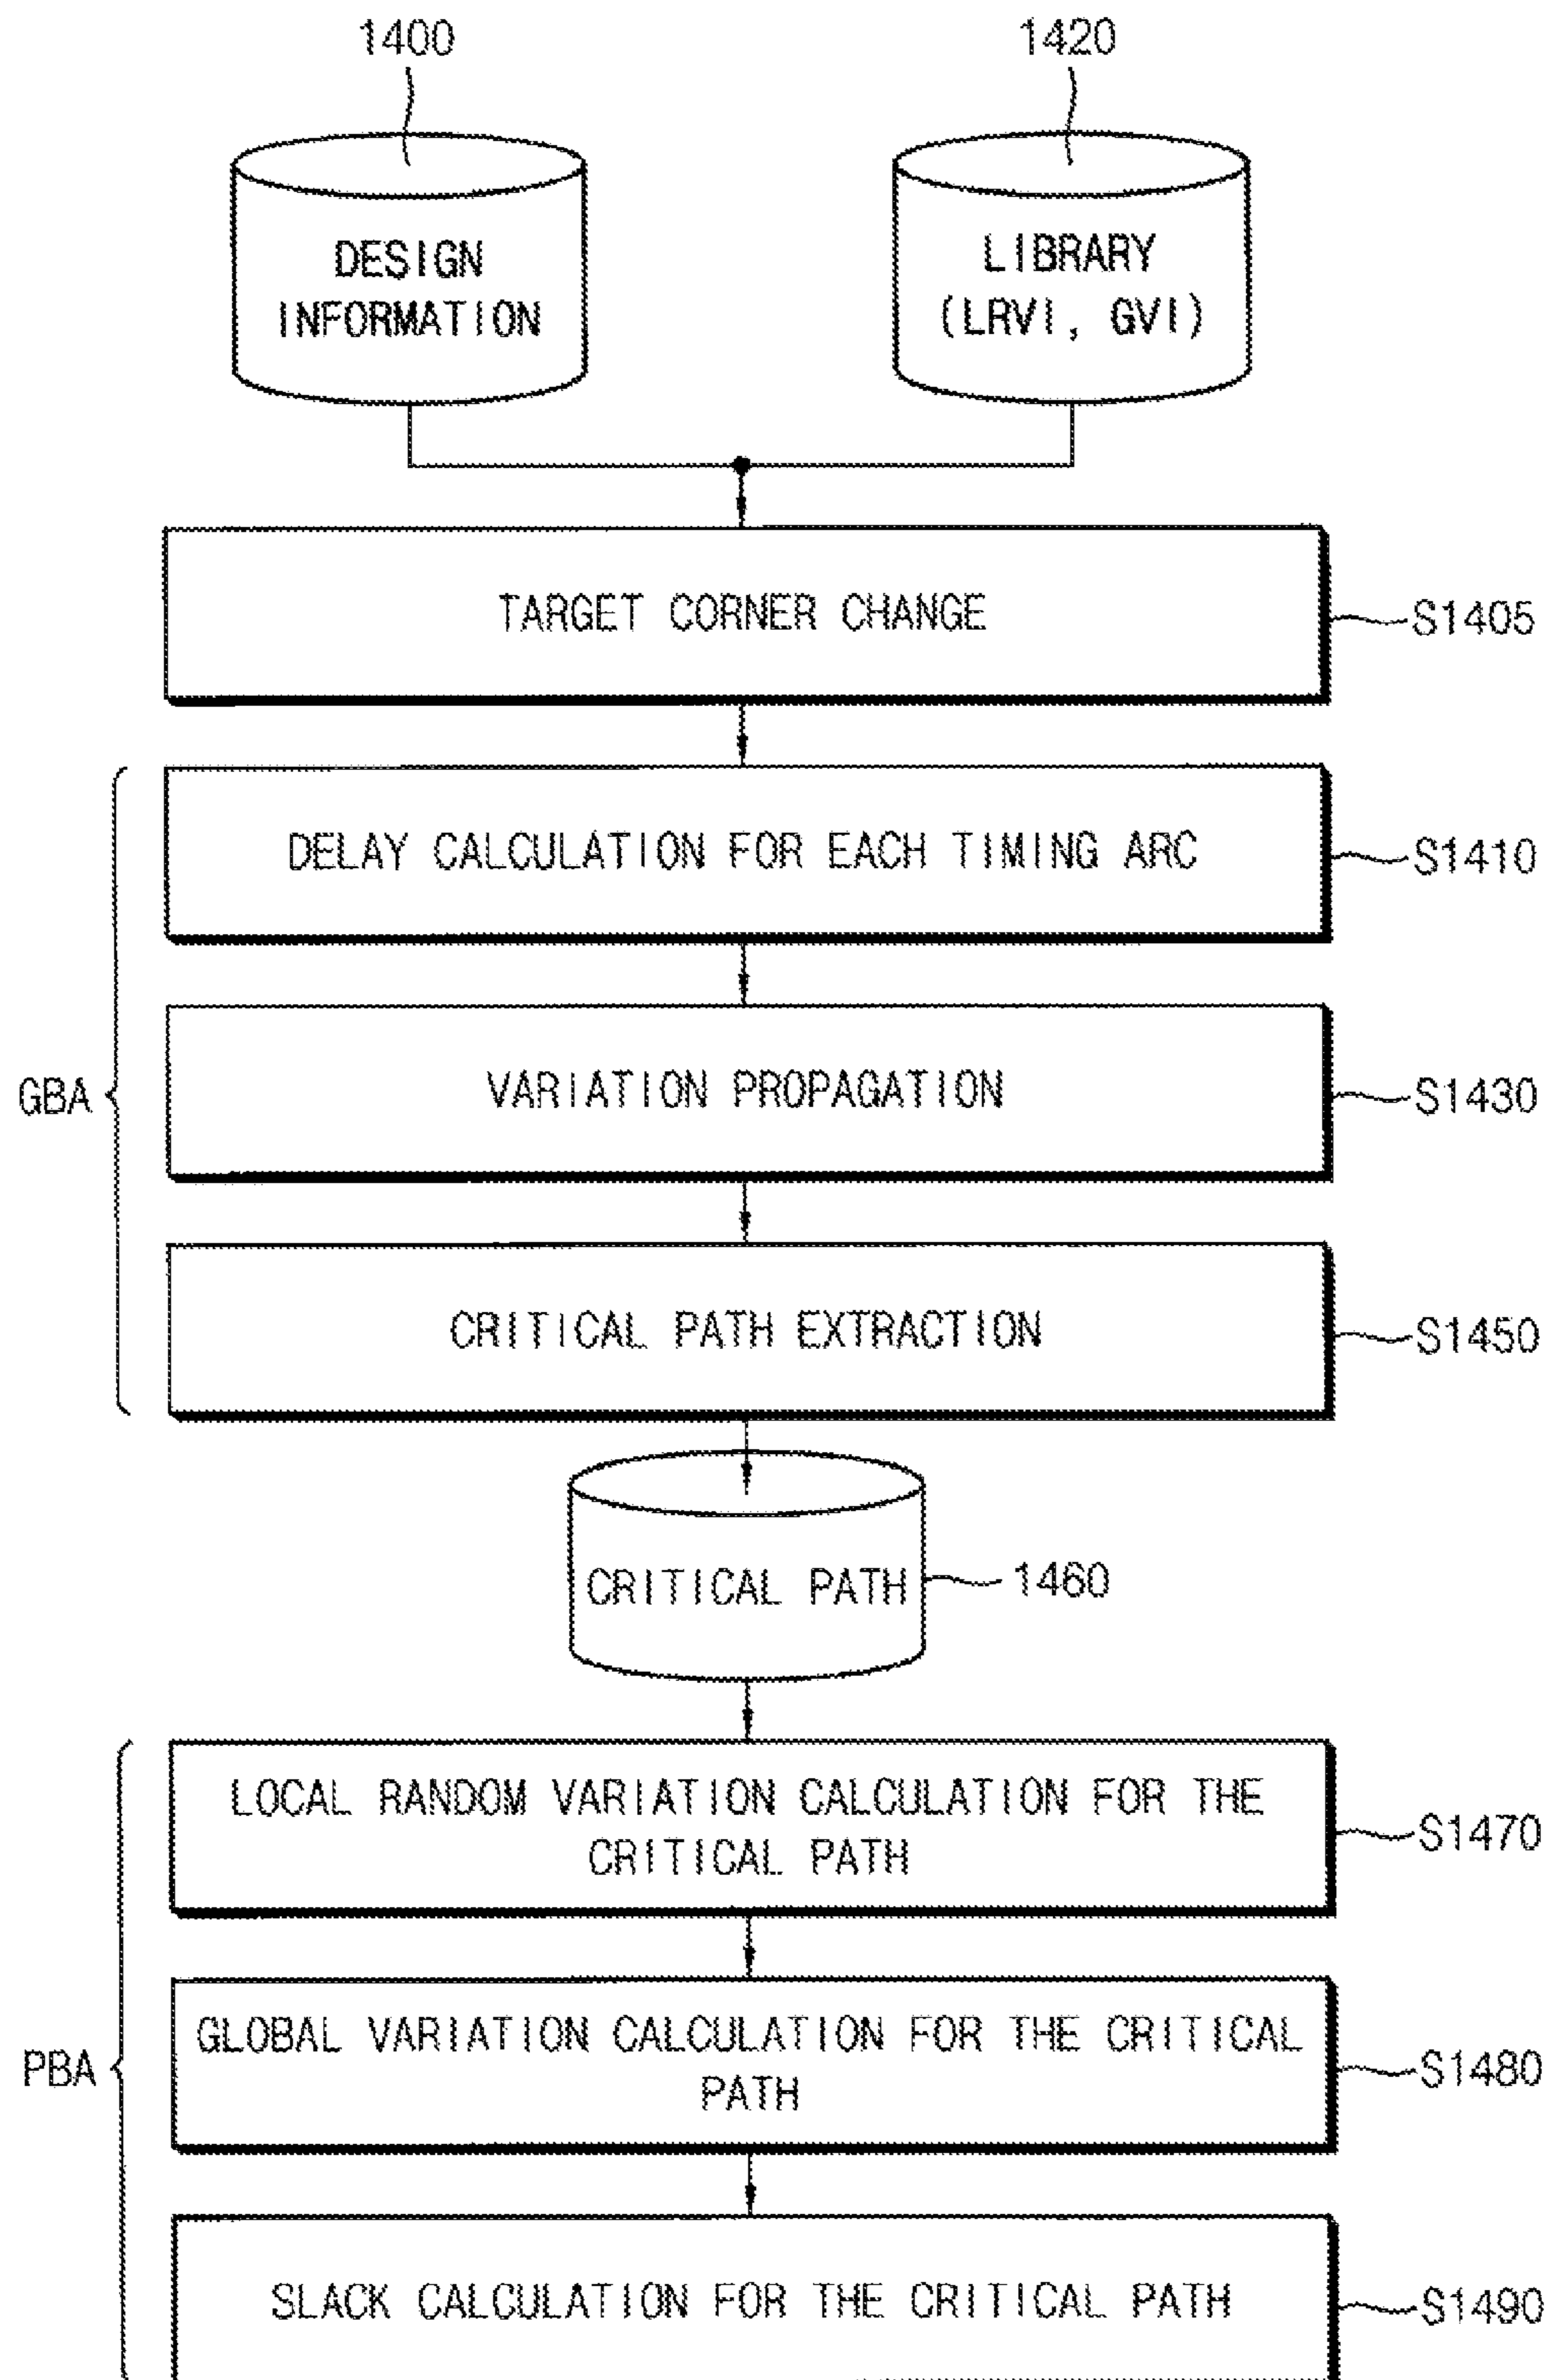 1400
1420
DESIGN
INFORMATION
LIBRARY
(LRVI, GVI)
TARGET CORNER CHANGE
S1405
DELAY CALCULATION FOR EACH TIMING ARC
S1410
GBA
VARIATION PROPAGATION
S1430
CRITICAL PATH EXTRACTION
S1450
CRITICAL PATH
1460
LOCAL RANDOM VARIATION CALCULATION FOR THE
CRITICAL PATH
S1470
PBA
GLOBAL VARIATION CALCULATION FOR THE CRITICAL
PATH
S1480
SLACK CALCULATION FOR THE CRITICAL PATH
S1490